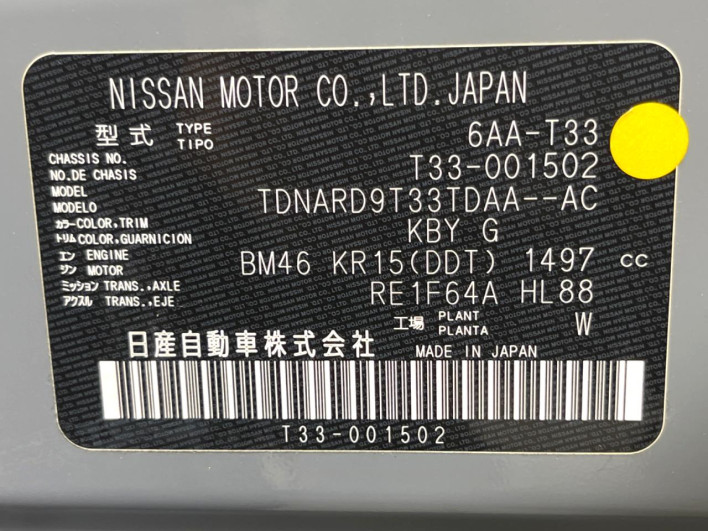 NISSAN MOTOR CO.,LTD.JAPAN
型式 TYPE TIPO 6AA-T33
CHASSIS NO. NO.DE CHASIS T33-001502
MODEL MODELO TDNARD9T33TDAA--AC
カラー COLOR,TRIM トリム COLOR,GUARNICION KBY G
エン ジン ENGINE MOTOR BM46 KR15(DDT) 1497 cc
ミッション TRANS.,AXLE アクスル TRANS.,EJE RE1F64A HL88
工場 PLANT PLANTA W
日産自動車株式会社 MADE IN JAPAN
T33-001502